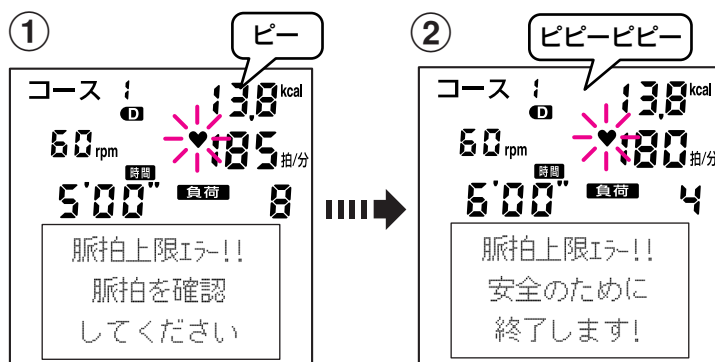 ①
ピー
コース 1
D
13.8 kcal
60 rpm
185 拍/分
時間
5'00"
負荷
8
脈拍上限エラー!!
脈拍を確認
してください
②
ピピーピピー
コース 1
D
13.8 kcal
60 rpm
180 拍/分
時間
6'00"
負荷
4
脈拍上限エラー!!
安全のために
終了します!